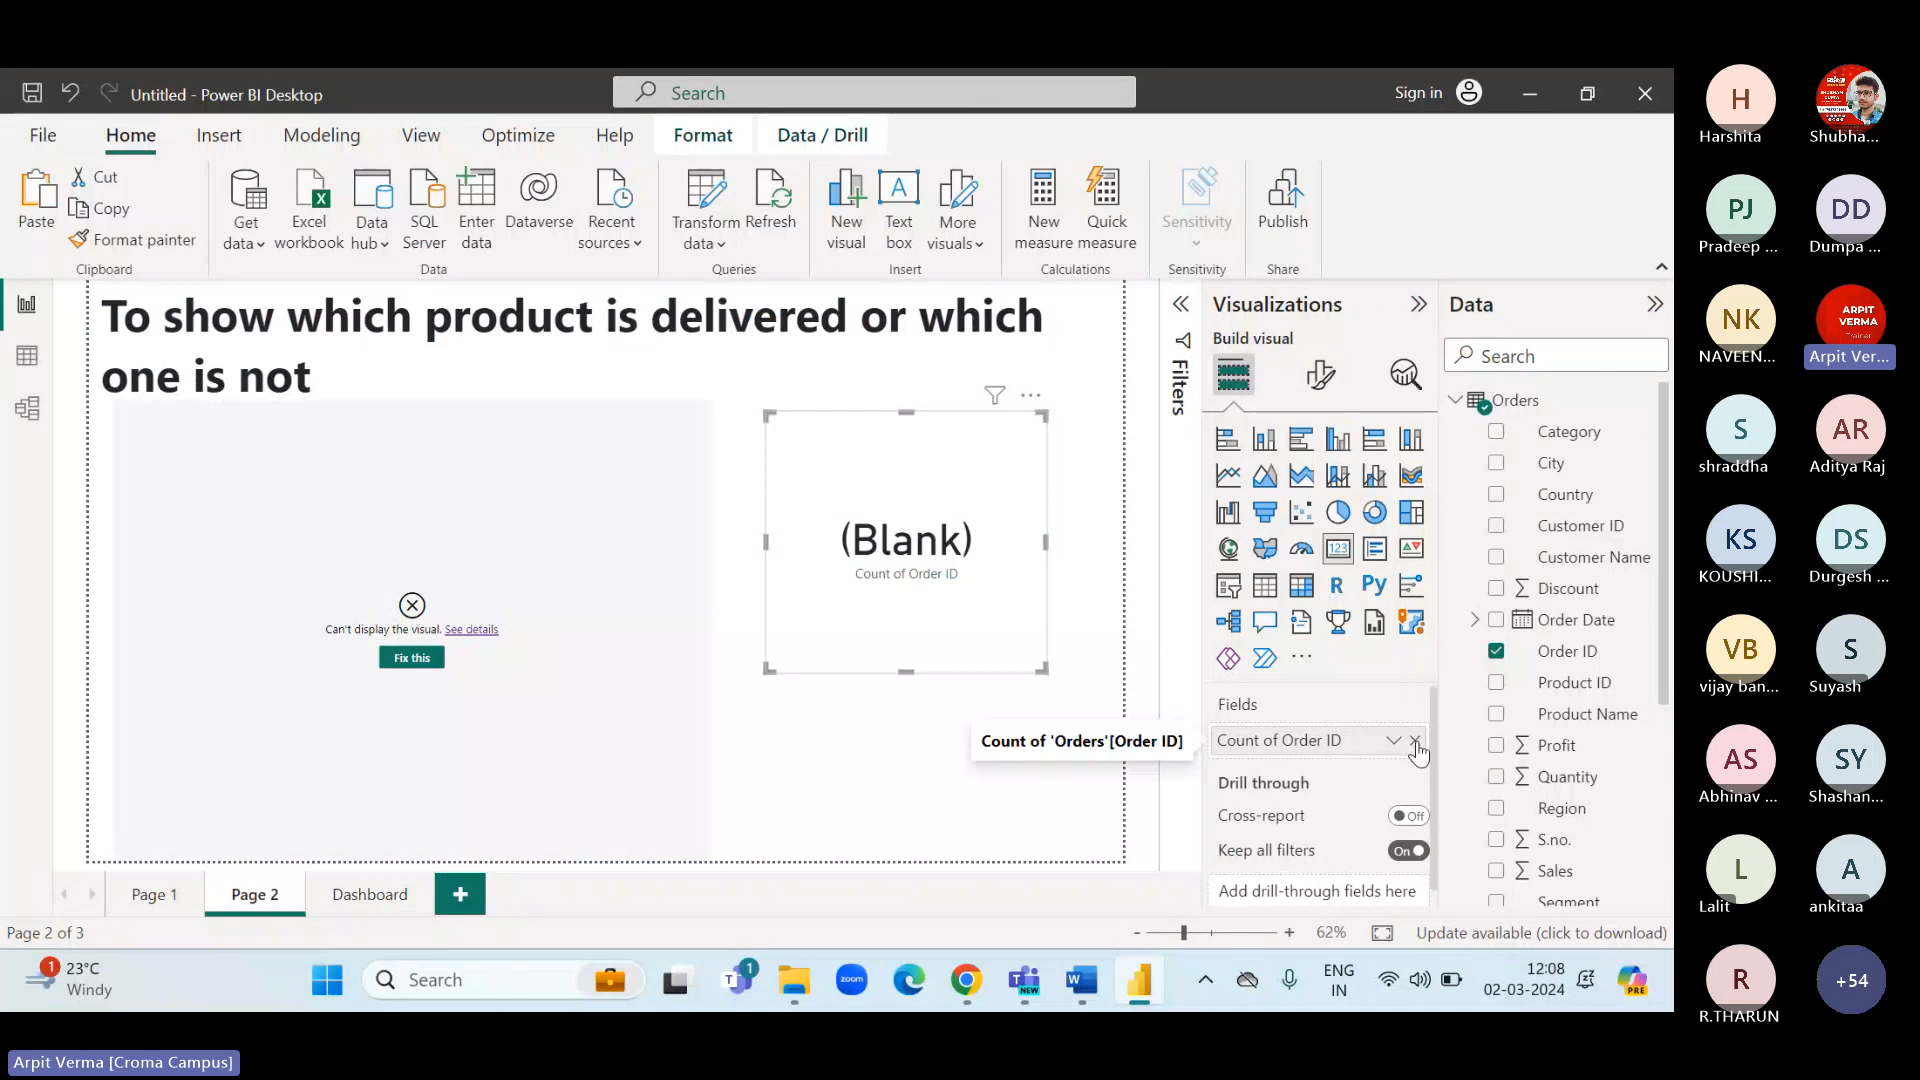 Untitled - Power BI Desktop
Search
Sign in
File
Home
Insert
Modeling
View
Optimize
Help
Format
Data / Drill
Paste
Cut
Copy
Format painter
Clipboard
Get data
Excel workbook
Data hub
SQL Server
Enter data
Dataverse
Recent sources
Data
Transform data
Refresh
Queries
New visual
Text box
More visuals
Insert
New measure
Quick measure
Calculations
Sensitivity
Sensitivity
Publish
Share
To show which product is delivered or which
one is not
Can't display the visual. See details
Fix this
(Blank)
Count of Order ID
Count of 'Orders'[Order ID]
Filters
Visualizations
Build visual
123
R
Py
Fields
Count of Order ID
Drill through
Cross-report
Off
Keep all filters
On
Add drill-through fields here
Data
Search
Orders
Category
City
Country
Customer ID
Customer Name
Discount
Order Date
Order ID
Product ID
Product Name
Profit
Quantity
Region
S.no.
Sales
Segment
Page 1
Page 2
Dashboard
Page 2 of 3
62%
Update available (click to download)
1
23°C
Windy
Search
1
zoom
NEW
ENG
IN
12:08
02-03-2024
PRE
H
Harshita
Shubha...
PJ
Pradeep ...
DD
Dumpa ...
NK
NAVEEN...
ARPIT
VERMA
Trainer
Arpit Ver...
S
shraddha
AR
Aditya Raj
KS
KOUSHI...
DS
Durgesh ...
VB
vijay ban...
S
Suyash
AS
Abhinav ...
SY
Shashan...
L
Lalit
A
ankitaa
R
R.THARUN
+54
Arpit Verma [Croma Campus]